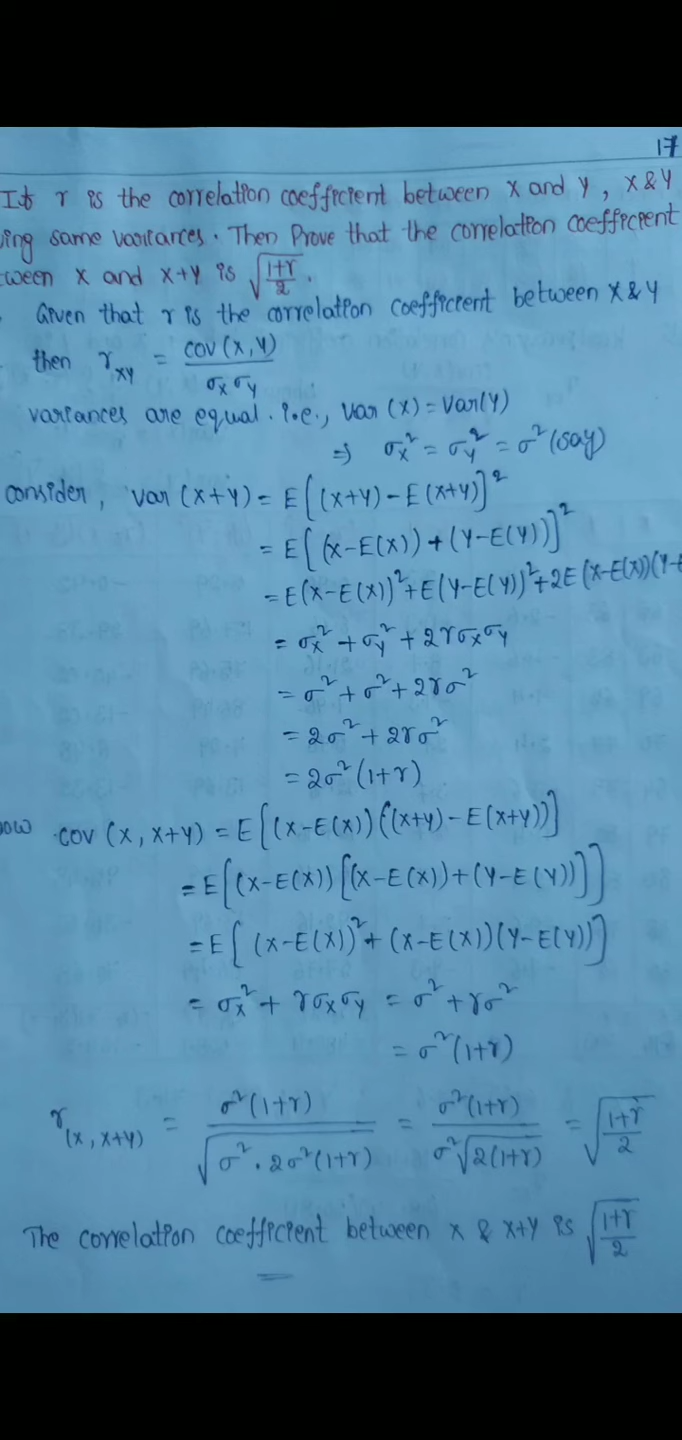 17
If r is the correlation coefficient between X and Y, X & Y
ing same variances. Then Prove that the correlation coefficient
tween X and X+Y is √((1+r)/2).
Given that r is the correlation coefficient between X & Y
then r_XY = cov(X,Y)/(σ_X σ_Y)
variances are equal. i.e., var(X) = Var(Y)
⇒ σ_X² = σ_Y² = σ² (say)
consider, var(X+Y) = E[(X+Y) - E(X+Y)]²
= E[(X-E(X)) + (Y-E(Y))]²
= E(X-E(X))² + E(Y-E(Y))² + 2E(X-E(X))(Y-E
= σ_X² + σ_Y² + 2rσ_Xσ_Y
= σ² + σ² + 2rσ²
= 2σ² + 2rσ²
= 2σ²(1+r)
now cov(X, X+Y) = E[(X-E(X))((X+Y) - E(X+Y))]
= E[(X-E(X))[(X-E(X)) + (Y-E(Y))]]
= E[(X-E(X))² + (X-E(X))(Y-E(Y))]
= σ_X² + rσ_Xσ_Y = σ² + rσ²
= σ²(1+r)
r_(X, X+Y) = σ²(1+r)/√(σ².2σ²(1+r)) = σ²(1+r)/(σ²√(2(1+r))) = √((1+r)/2)
The correlation coefficient between X & X+Y is √((1+r)/2)